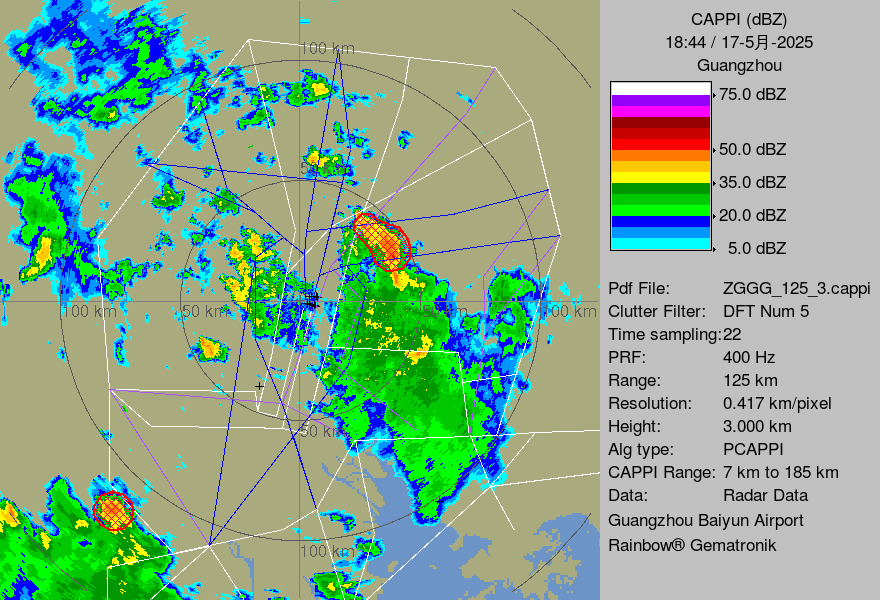 100 km
50 km
100 km
50 km
100 km
50 km
100 km
CAPPI (dBZ)
18:44 / 17-5月-2025
Guangzhou
75.0 dBZ
50.0 dBZ
35.0 dBZ
20.0 dBZ
5.0 dBZ
Pdf File: ZGGG_125_3.cappi
Clutter Filter: DFT Num 5
Time sampling:22
PRF: 400 Hz
Range: 125 km
Resolution: 0.417 km/pixel
Height: 3.000 km
Alg type: PCAPPI
CAPPI Range: 7 km to 185 km
Data: Radar Data
Guangzhou Baiyun Airport
Rainbow® Gematronik